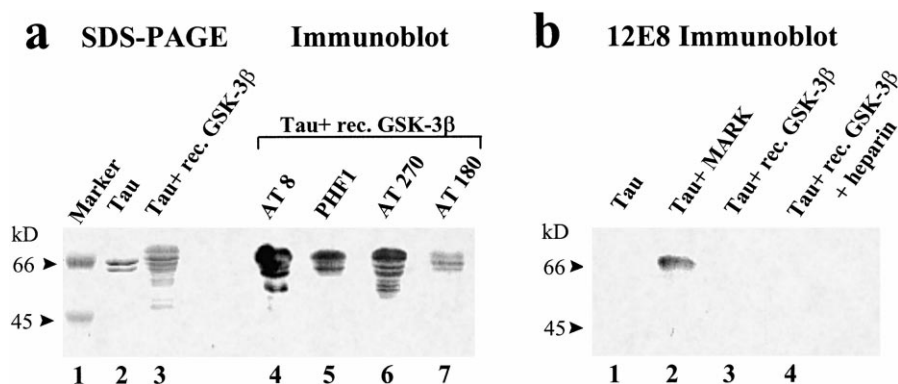 a SDS-PAGE Immunoblot
Tau+ rec. GSK-3β
Marker
Tau
Tau+ rec. GSK-3β
AT 8
PHF1
AT 270
AT 180
kD
66
45
1 2 3 4 5 6 7
b 12E8 Immunoblot
Tau
Tau+ MARK
Tau+ rec. GSK-3β
Tau+ rec. GSK-3β
+ heparin
kD
66
45
1 2 3 4